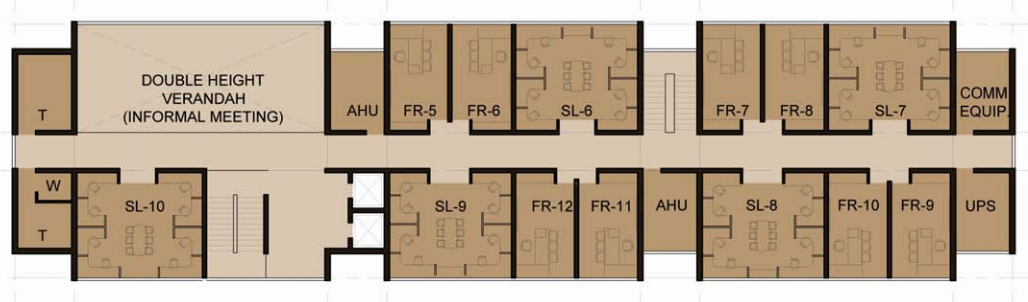 DOUBLE HEIGHT
VERANDAH
(INFORMAL MEETING)
T
AHU
FR-5
FR-6
SL-6
FR-7
FR-8
SL-7
COMM
EQUIP.
W
T
SL-10
SL-9
FR-12
FR-11
AHU
SL-8
FR-10
FR-9
UPS